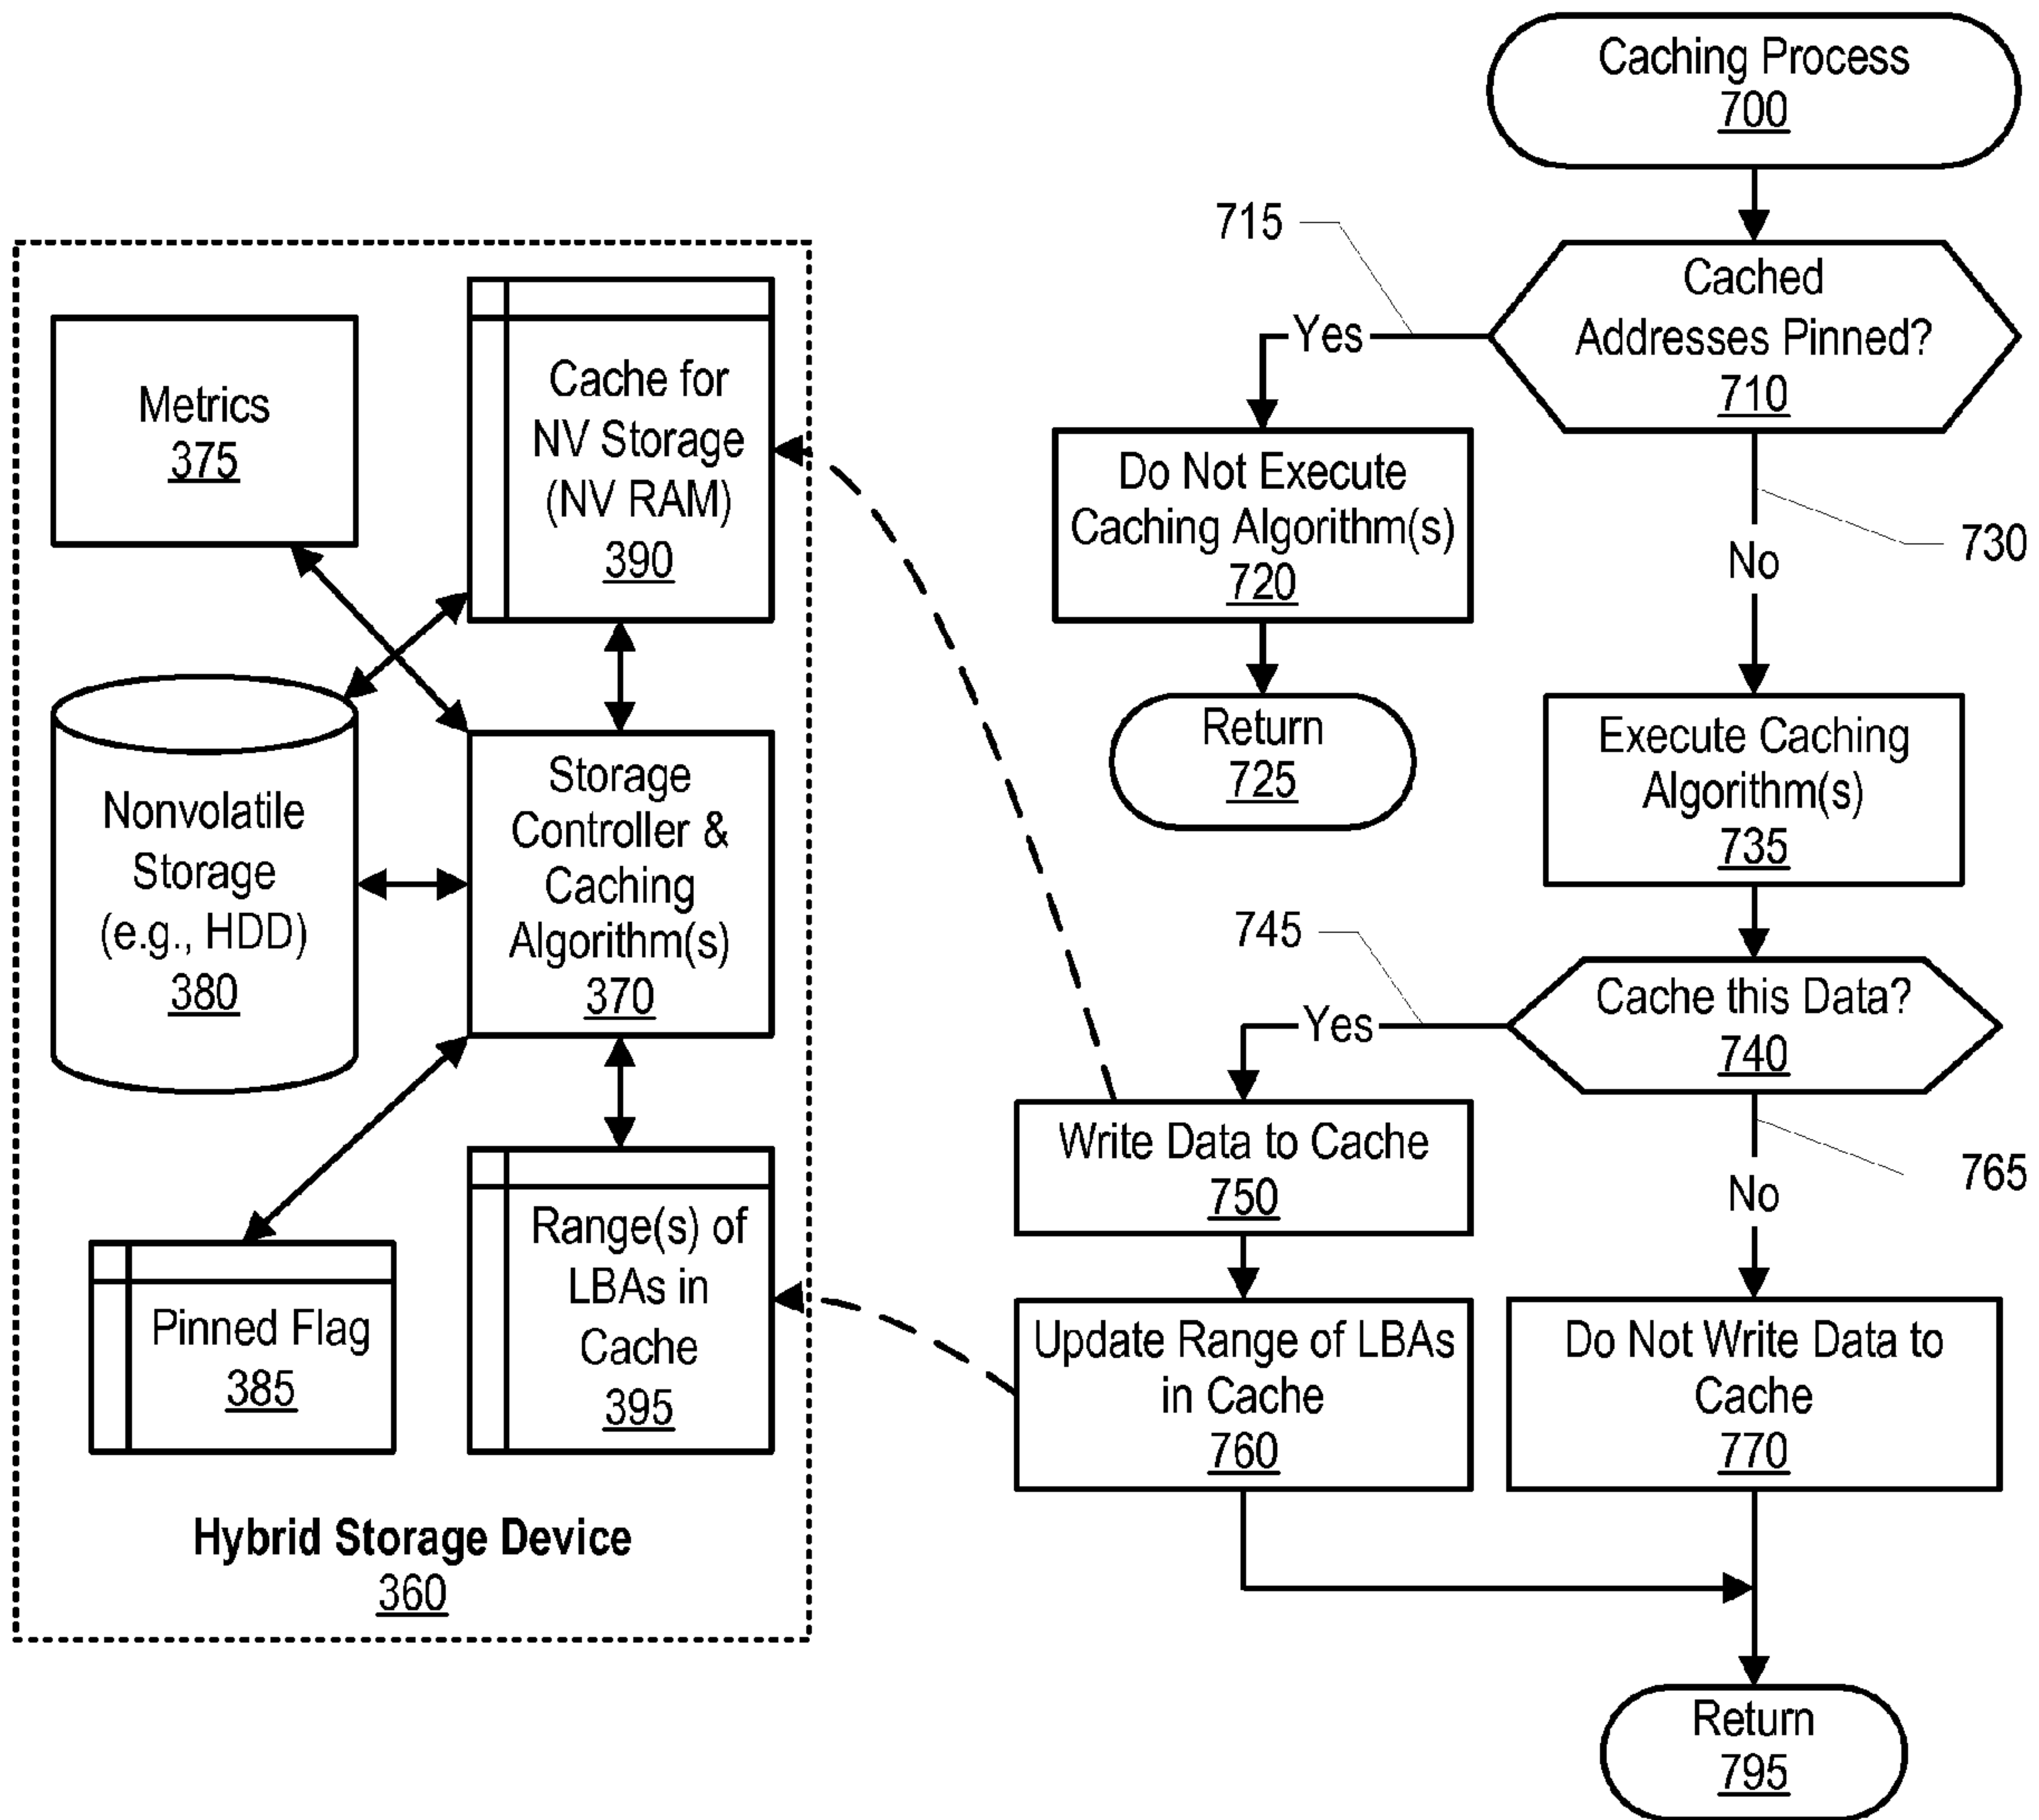 Caching Process
700
715
Cached
Addresses Pinned?
710
Yes
Do Not Execute
Caching Algorithm(s)
720
730
No
Return
725
Execute Caching
Algorithm(s)
735
745
Cache this Data?
740
Yes
Write Data to Cache
750
765
No
Update Range of LBAs
in Cache
760
Do Not Write Data to
Cache
770
Return
795
Metrics
375
Cache for
NV Storage
(NV RAM)
390
Nonvolatile
Storage
(e.g., HDD)
380
Storage
Controller &
Caching
Algorithm(s)
370
Pinned Flag
385
Range(s) of
LBAs in
Cache
395
Hybrid Storage Device
360